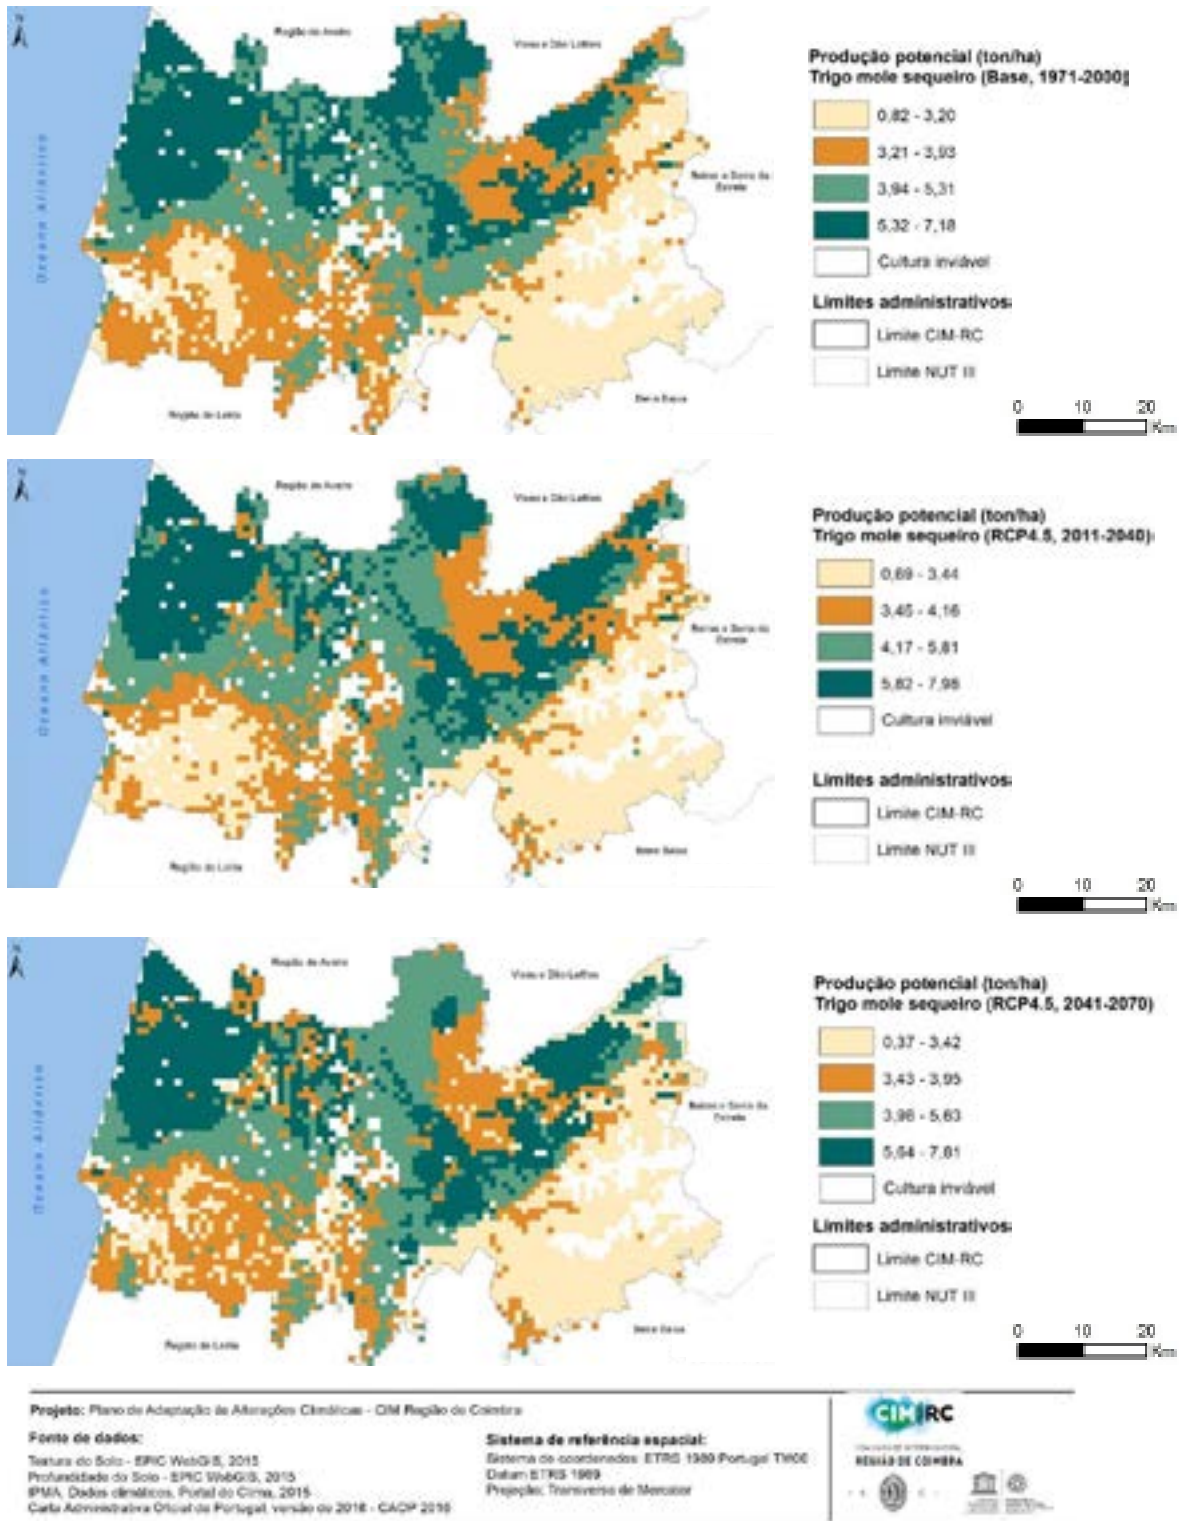 N
Região de Aveiro
Viseu e Dão Lafões
Oceano Atlântico
Beiras e Serra da
Estrela
Região de Leiria
Beira Baixa
Produção potencial (ton/ha)
Trigo mole sequeiro (Base, 1971-2000)
0,82 - 3,20
3,21 - 3,93
3,94 - 5,31
5,32 - 7,18
Cultura inviável
Limites administrativos:
Limite CIM-RC
Limite NUT III
0 10 20
Km
N
Região de Aveiro
Viseu e Dão Lafões
Oceano Atlântico
Beiras e Serra da
Estrela
Região de Leiria
Beira Baixa
Produção potencial (ton/ha)
Trigo mole sequeiro (RCP4.5, 2011-2040)
0,69 - 3,44
3,45 - 4,16
4,17 - 5,81
5,82 - 7,98
Cultura inviável
Limites administrativos:
Limite CIM-RC
Limite NUT III
0 10 20
Km
N
Região de Aveiro
Viseu e Dão Lafões
Oceano Atlântico
Beiras e Serra da
Estrela
Região de Leiria
Beira Baixa
Produção potencial (ton/ha)
Trigo mole sequeiro (RCP4.5, 2041-2070)
0,37 - 3,42
3,43 - 3,95
3,96 - 5,63
5,64 - 7,81
Cultura inviável
Limites administrativos:
Limite CIM-RC
Limite NUT III
0 10 20
Km
Projeto: Plano de Adaptação às Alterações Climáticas - CIM Região de Coimbra
Fonte de dados:
Textura do Solo - EPIC WebGIS, 2015
Profundidade do Solo - EPIC WebGIS, 2015
IPMA, Dados climáticos, Portal do Clima, 2015
Carta Administrativa Oficial de Portugal, versão de 2016 - CAOP 2016
Sistema de referência espacial:
Sistema de coordenadas: ETRS 1989 Portugal TM06
Datum ETRS 1989
Projeção: Transversa de Mercator
CIM RC
COMUNIDADE INTERMUNICIPAL
REGIÃO DE COIMBRA